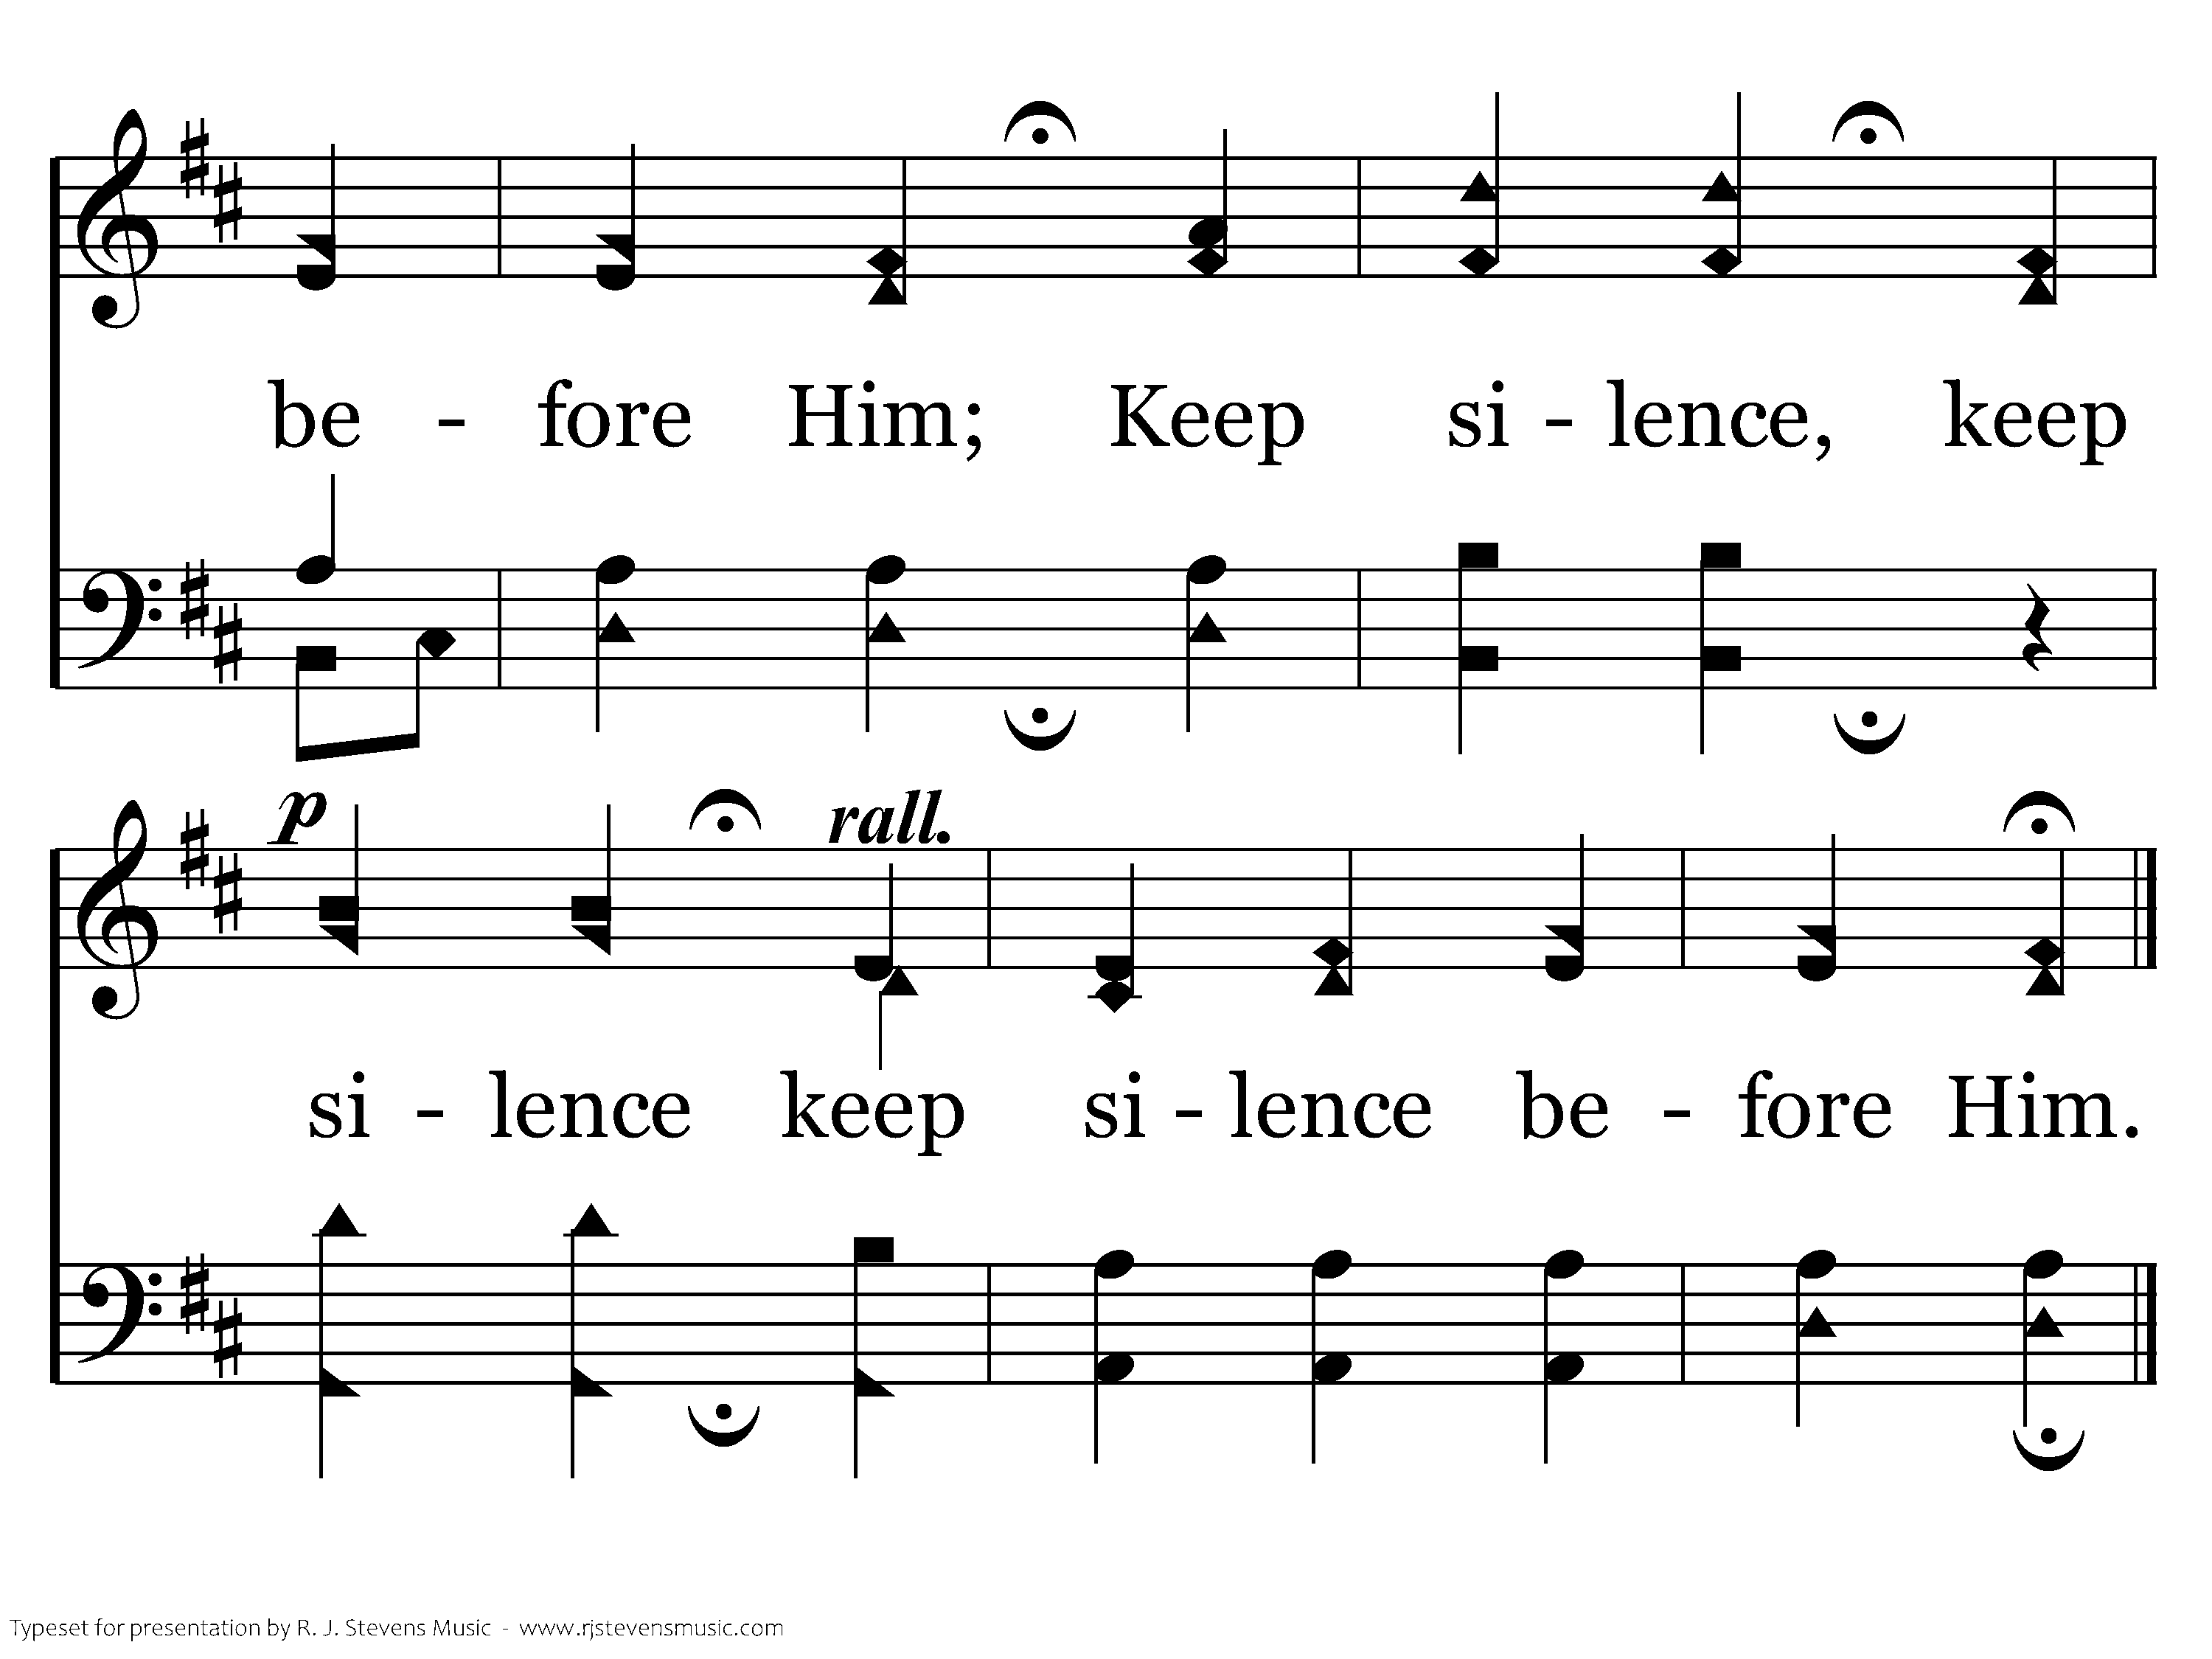 be - fore Him; Keep si - lence, keep
p rall.
si - lence keep si - lence be - fore Him.
Typeset for presentation by R. J. Stevens Music - www.rjstevensmusic.com